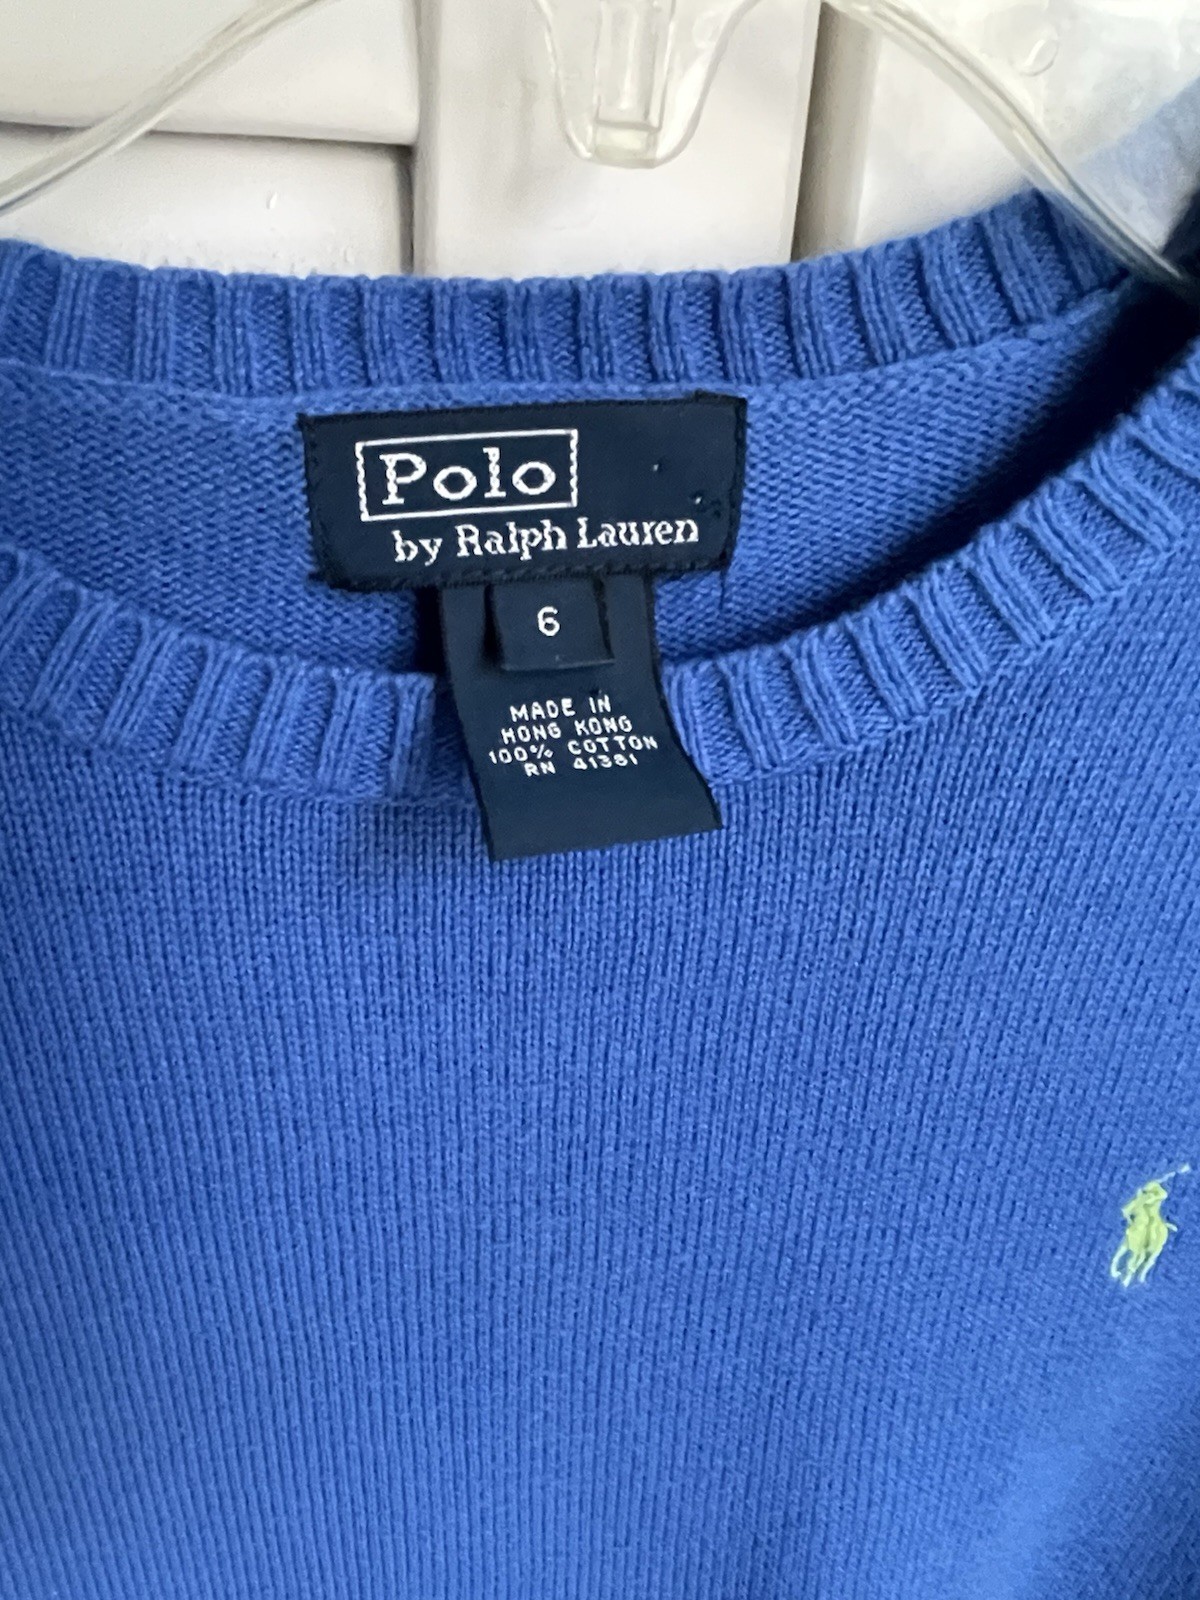 Polo
by Ralph Lauren
6
MADE IN
HONG KONG
100% COTTON
RN 41381